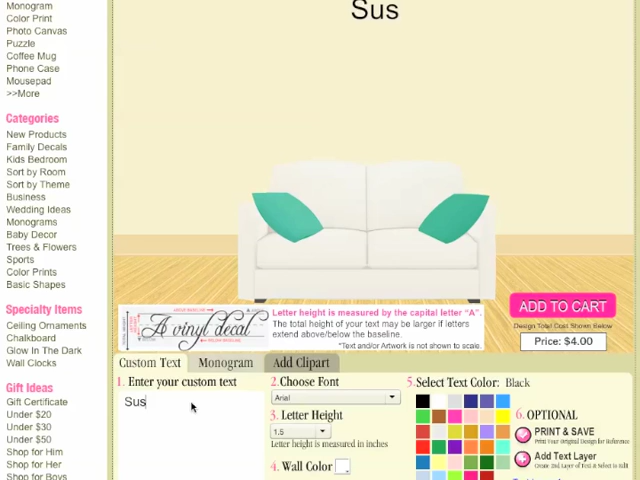 Monogram
Color Print
Photo Canvas
Puzzle
Coffee Mug
Phone Case
Mousepad
>>More
Categories
New Products
Family Decals
Kids Bedroom
Sort by Room
Sort by Theme
Business
Wedding Ideas
Monograms
Baby Decor
Trees & Flowers
Sports
Color Prints
Basic Shapes
Specialty Items
Ceiling Ornaments
Chalkboard
Glow In The Dark
Wall Clocks
Gift Ideas
Gift Certificate
Under $20
Under $30
Under $50
Shop for Him
Shop for Her
Shop for Boys
Sus
A vinyl decal
Letter height is measured by the capital letter “A”.
The total height of your text may be larger if letters
extend above/below the baseline.
*Text and/or Artwork is not shown to scale.
ADD TO CART
Design Total Cost Shown Below
Price: $4.00
Custom Text
Monogram
Add Clipart
1. Enter your custom text
Sus
2. Choose Font
Arial
3. Letter Height
1.5
Letter height is measured in inches
4. Wall Color
5. Select Text Color: Black
6. OPTIONAL
PRINT & SAVE
Print Your Original Design for Reference
Add Text Layer
Create 2nd Layer of Text & Select to Edit